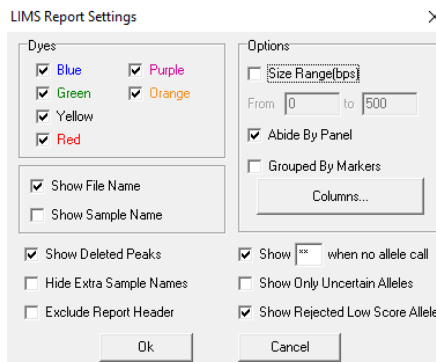 LIMS Report Settings
Dyes
Blue
Purple
Green
Orange
Yellow
Red
Show File Name
Show Sample Name
Show Deleted Peaks
Hide Extra Sample Names
Exclude Report Header
Options
Size Range(bps)
From 0 to 500
Abide By Panel
Grouped By Markers
Columns...
Show ** when no allele call
Show Only Uncertain Alleles
Show Rejected Low Score Allele
Ok
Cancel